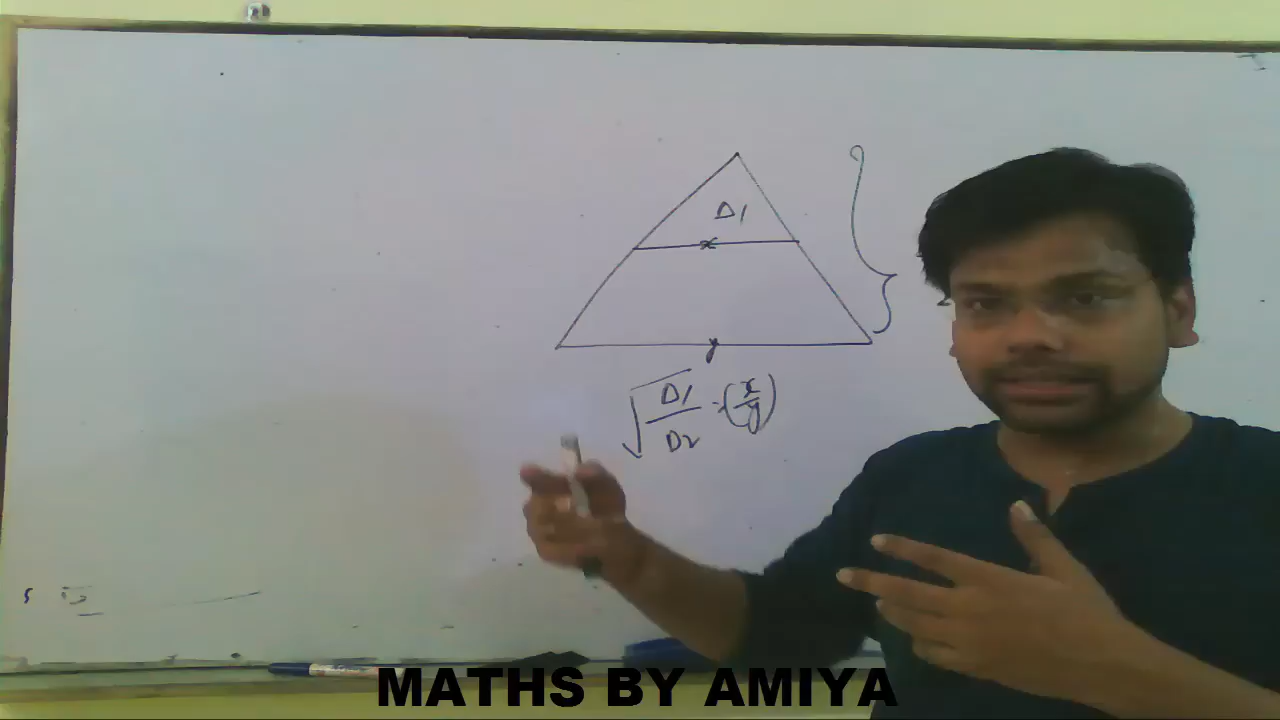 Δ1
x
y
√Δ1/Δ2 = (x/y)
MATHS BY AMIYA